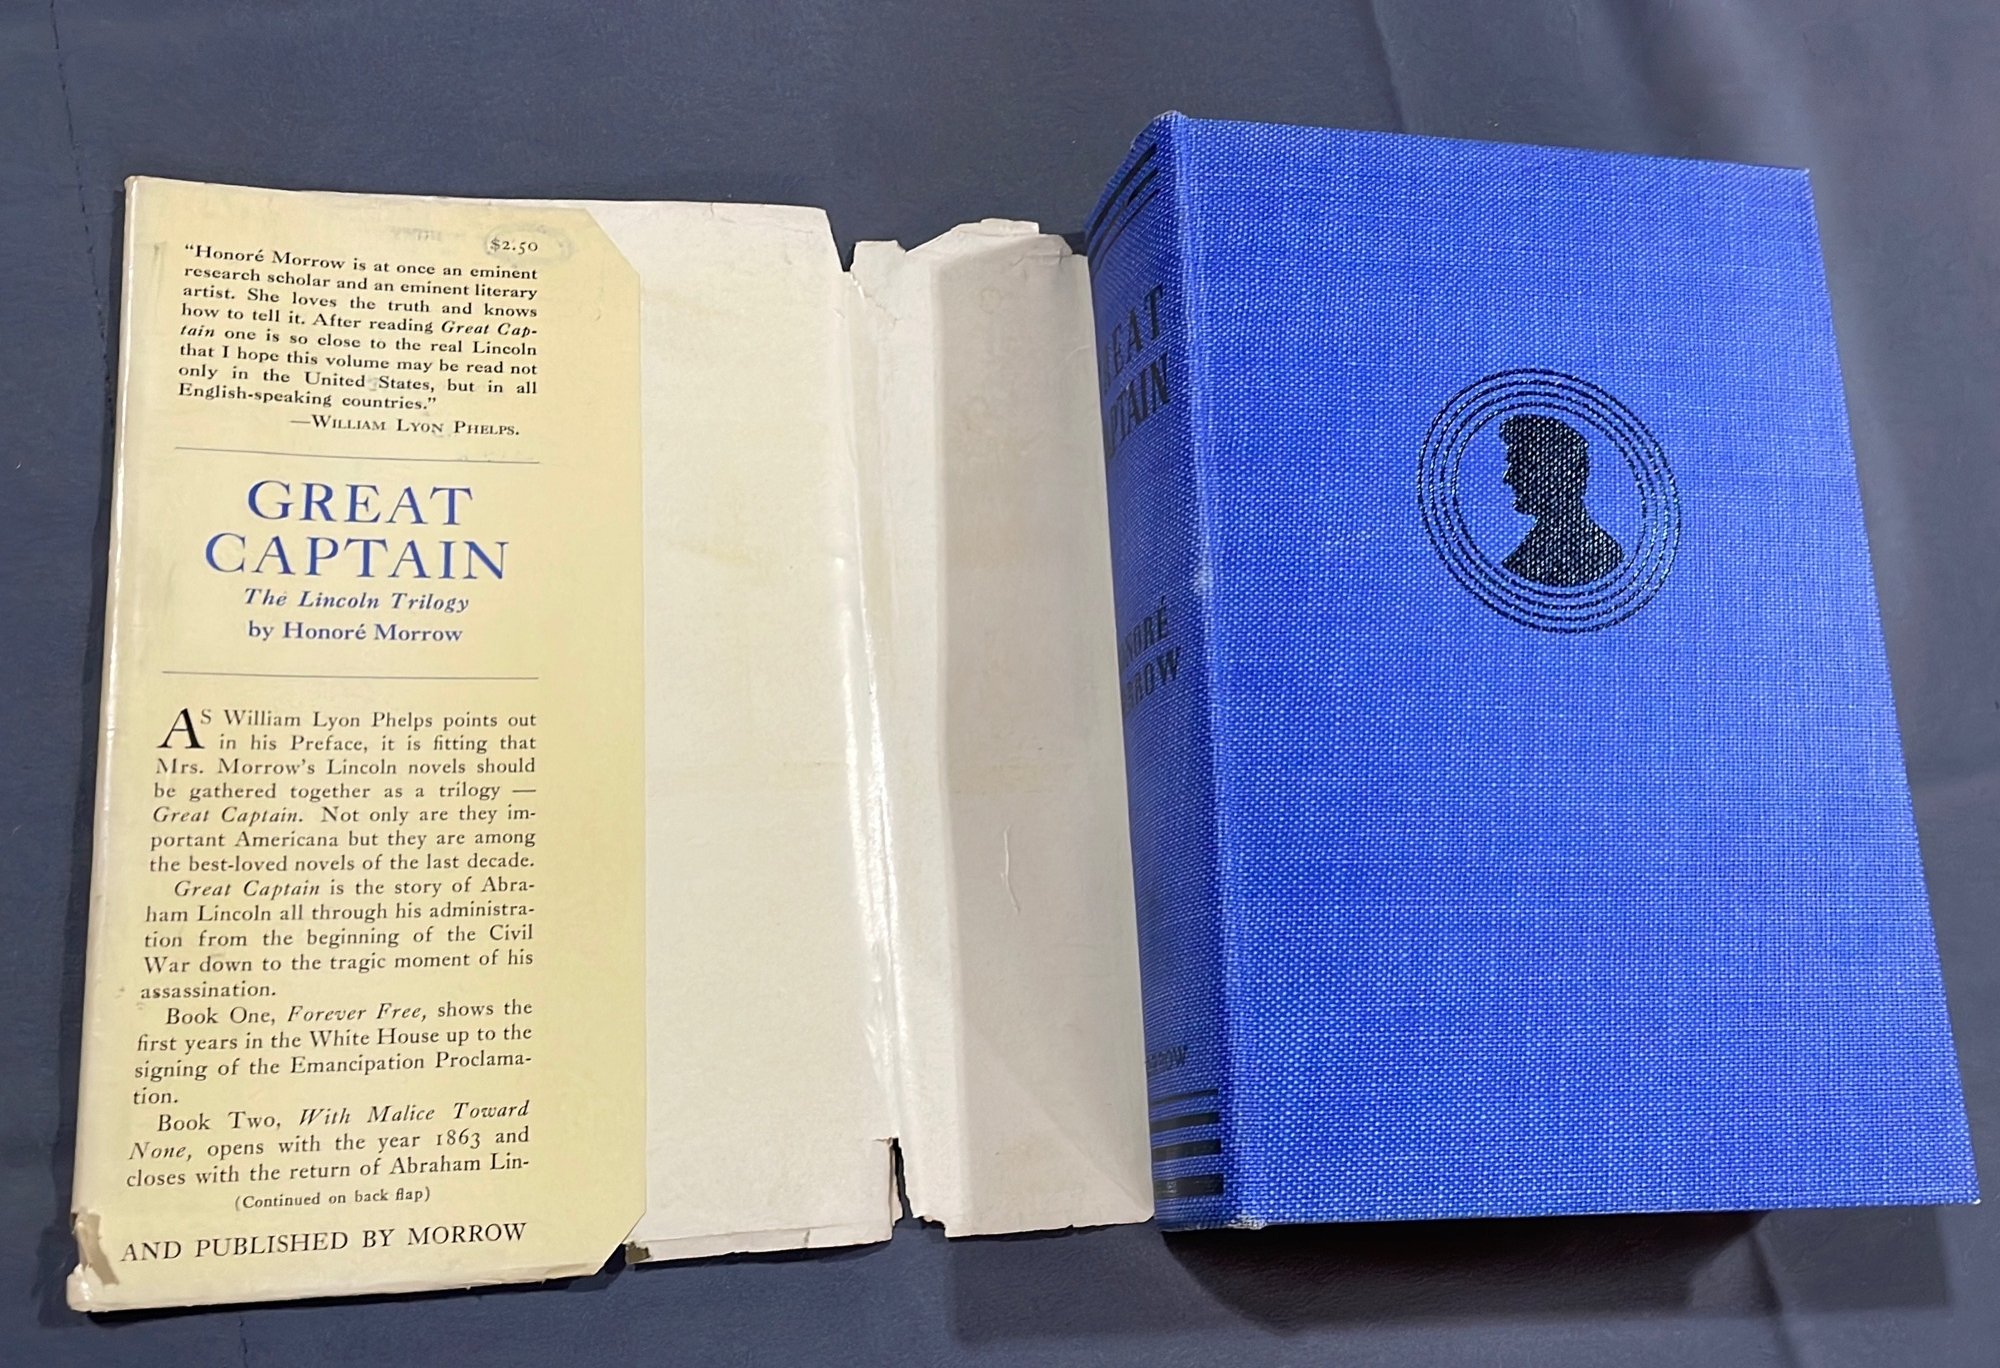 $2.50
“Honoré Morrow is at once an eminent
research scholar and an eminent literary
artist. She loves the truth and knows
how to tell it. After reading Great Cap-
tain one is so close to the real Lincoln
that I hope this volume may be read not
only in the United States, but in all
English-speaking countries.”
—William Lyon Phelps.
GREAT
CAPTAIN
The Lincoln Trilogy
by Honoré Morrow
AS William Lyon Phelps points out
in his Preface, it is fitting that
Mrs. Morrow's Lincoln novels should
be gathered together as a trilogy —
Great Captain. Not only are they im-
portant Americana but they are among
the best-loved novels of the last decade.
Great Captain is the story of Abra-
ham Lincoln all through his administra-
tion from the beginning of the Civil
War down to the tragic moment of his
assassination.
Book One, Forever Free, shows the
first years in the White House up to the
signing of the Emancipation Proclama-
tion.
Book Two, With Malice Toward
None, opens with the year 1863 and
closes with the return of Abraham Lin-
(Continued on back flap)
AND PUBLISHED BY MORROW